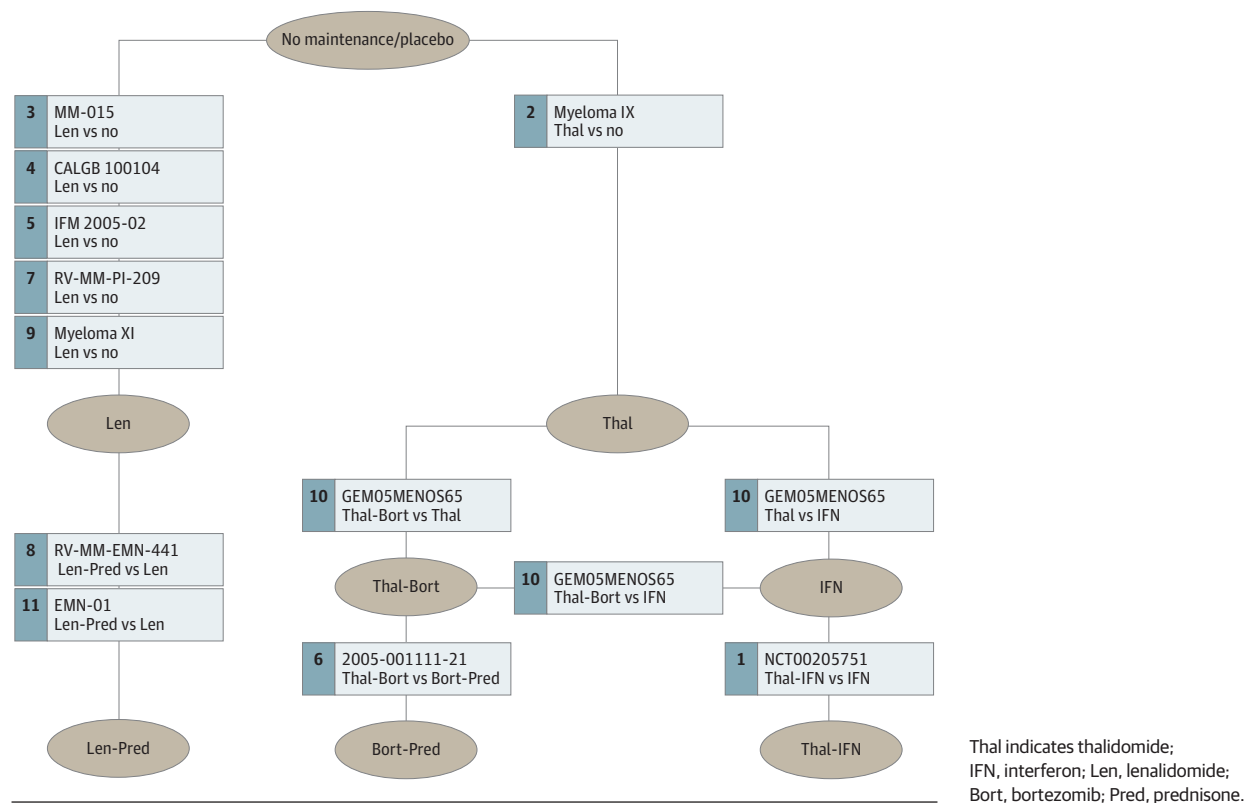 No maintenance/placebo
3 MM-015
Len vs no
4 CALGB 100104
Len vs no
5 IFM 2005-02
Len vs no
7 RV-MM-PI-209
Len vs no
9 Myeloma XI
Len vs no
2 Myeloma IX
Thal vs no
Len
Thal
10 GEM05MENOS65
Thal-Bort vs Thal
10 GEM05MENOS65
Thal vs IFN
8 RV-MM-EMN-441
Len-Pred vs Len
11 EMN-01
Len-Pred vs Len
Thal-Bort
10 GEM05MENOS65
Thal-Bort vs IFN
IFN
6 2005-001111-21
Thal-Bort vs Bort-Pred
1 NCT00205751
Thal-IFN vs IFN
Len-Pred
Bort-Pred
Thal-IFN
Thal indicates thalidomide;
IFN, interferon; Len, lenalidomide;
Bort, bortezomib; Pred, prednisone.